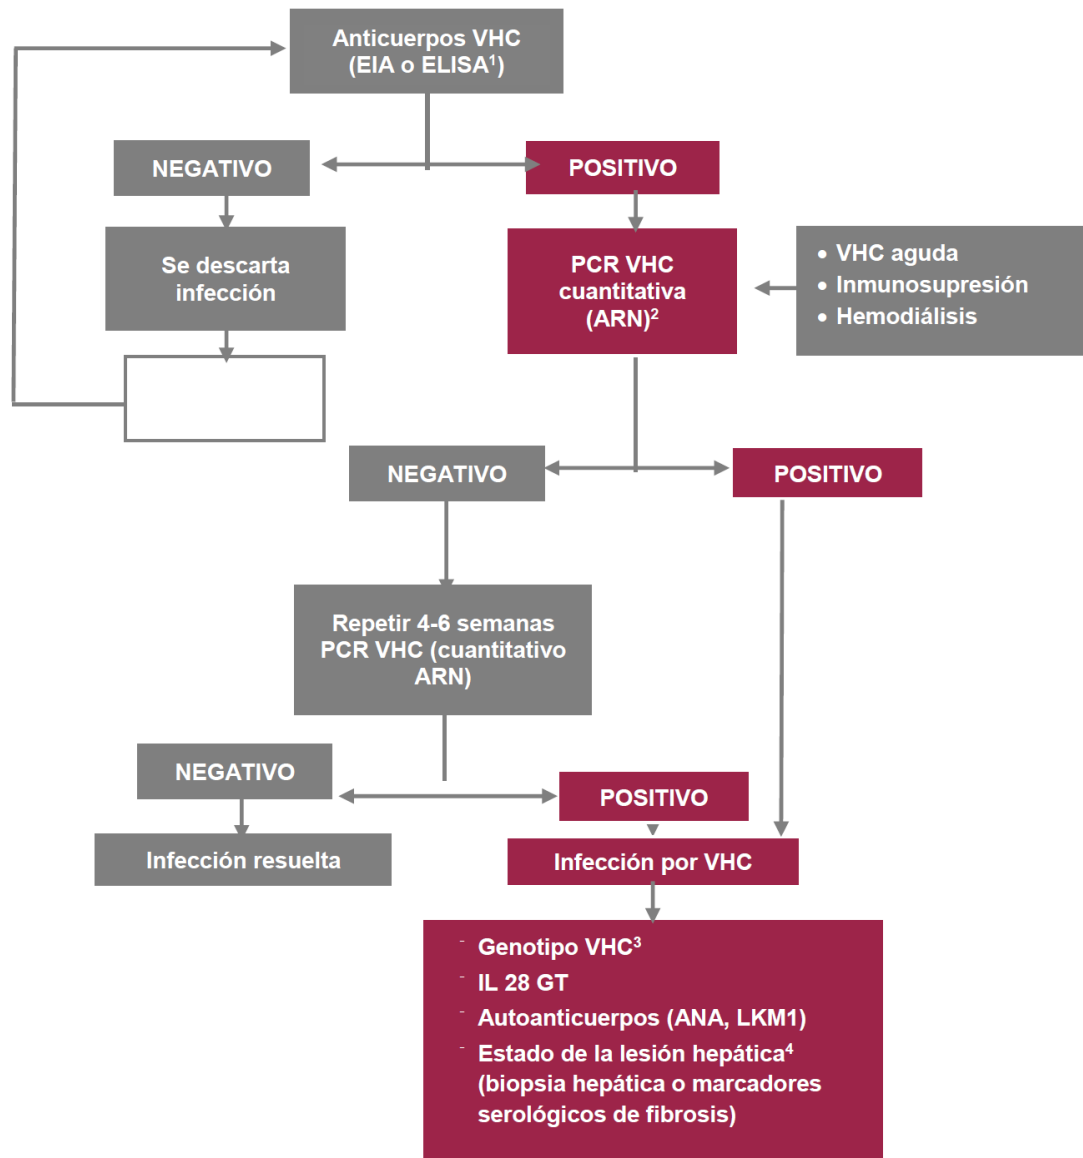 Anticuerpos VHC
(EIA o ELISA¹)
NEGATIVO
POSITIVO
Se descarta
infección
PCR VHC
cuantitativa
(ARN)²
• VHC aguda
• Inmunosupresión
• Hemodiálisis
NEGATIVO
POSITIVO
Repetir 4-6 semanas
PCR VHC (cuantitativo
ARN)
NEGATIVO
POSITIVO
Infección resuelta
Infección por VHC
- Genotipo VHC³
- IL 28 GT
- Autoanticuerpos (ANA, LKM1)
- Estado de la lesión hepática⁴
(biopsia hepática o marcadores
serológicos de fibrosis)